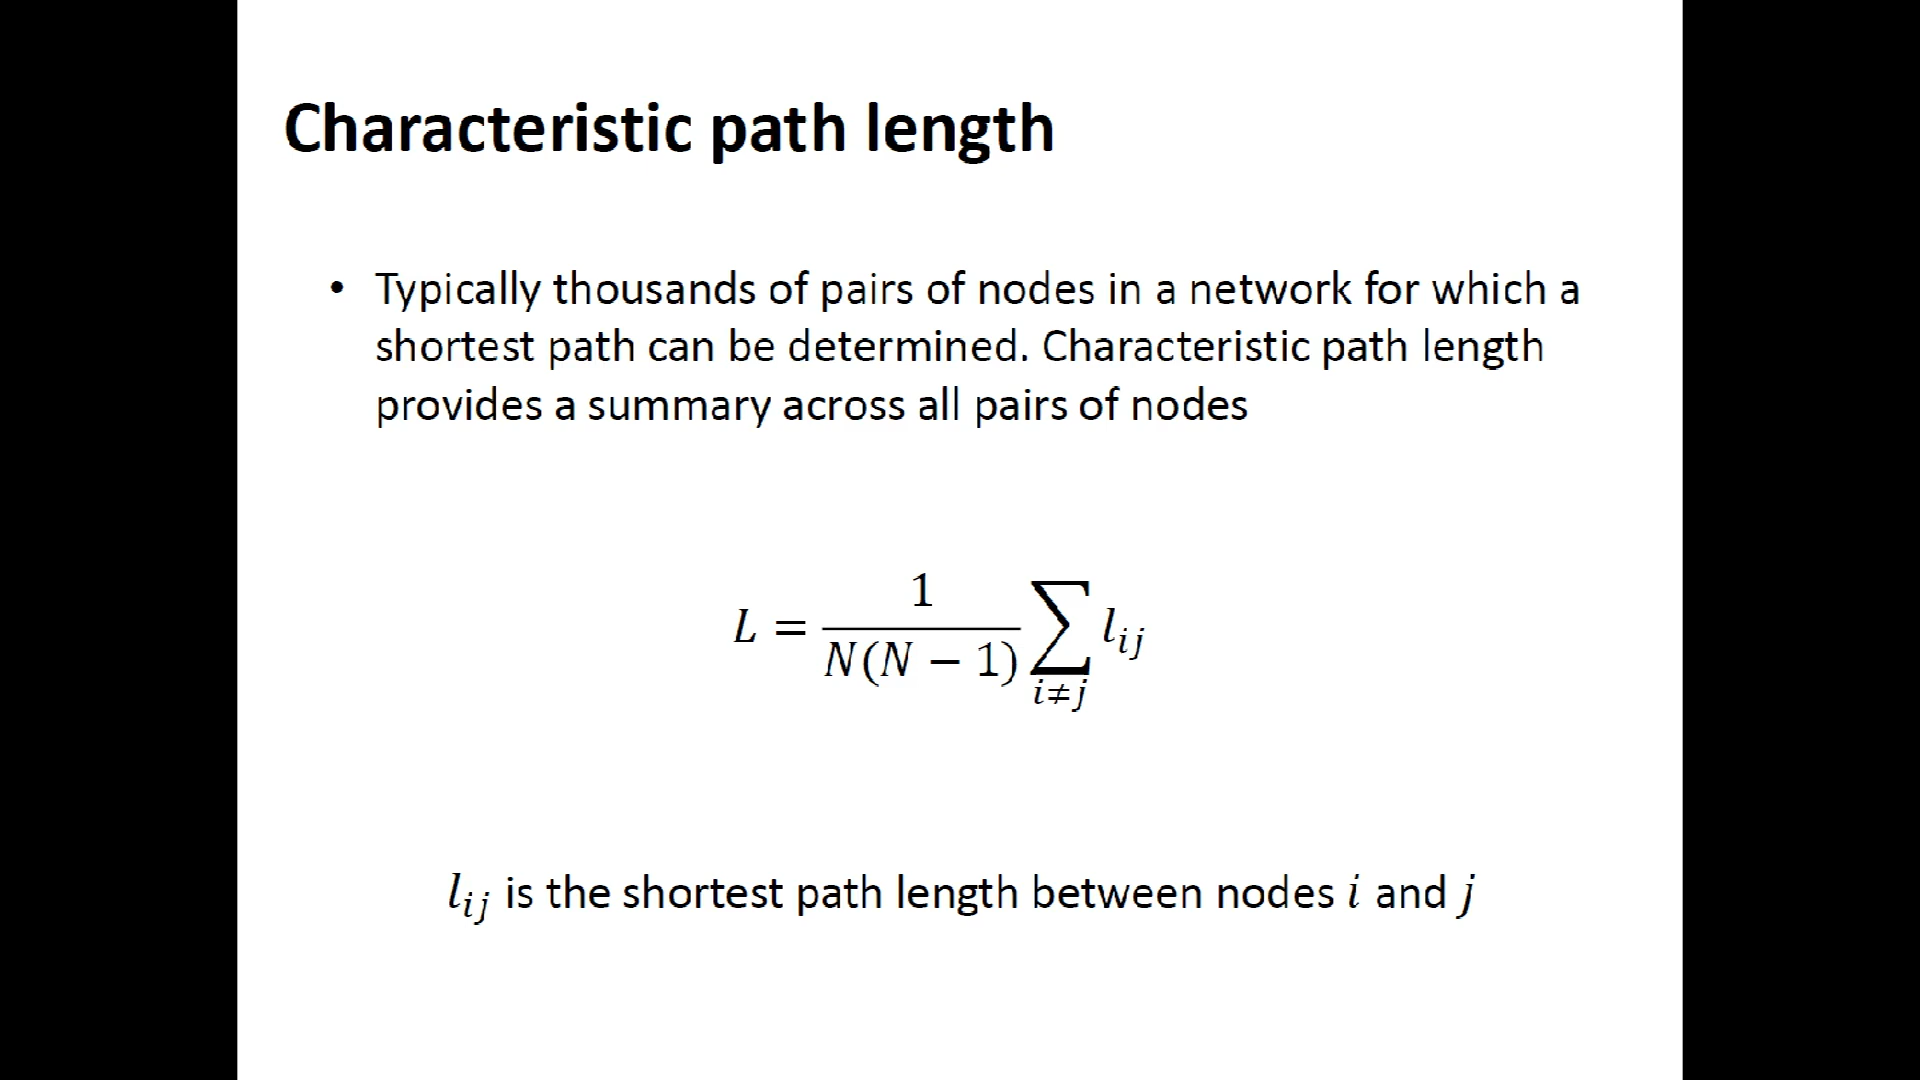 Characteristic path length
• Typically thousands of pairs of nodes in a network for which a
shortest path can be determined. Characteristic path length
provides a summary across all pairs of nodes
L = \frac{1}{N(N − 1)} \sum_{i≠j} l_{ij}
l_{ij} is the shortest path length between nodes i and j